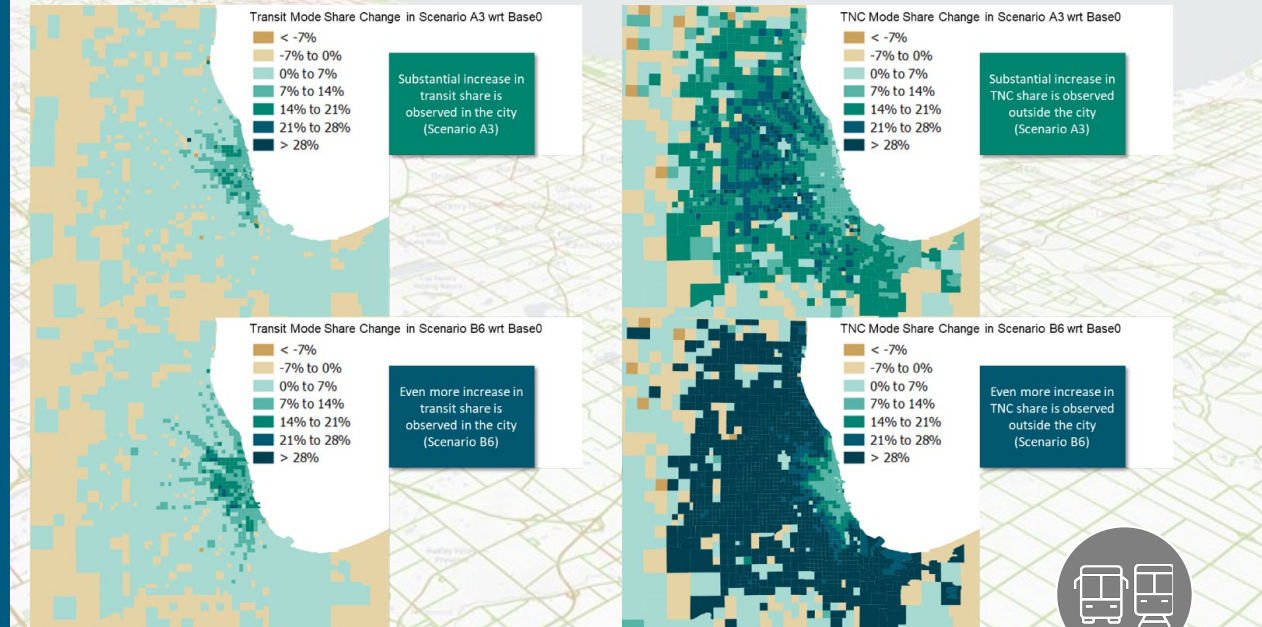 Transit Mode Share Change in Scenario A3 wrt Base0
< -7%
-7% to 0%
0% to 7%
7% to 14%
14% to 21%
21% to 28%
> 28%
Substantial increase in
transit share is
observed in the city
(Scenario A3)
TNC Mode Share Change in Scenario A3 wrt Base0
< -7%
-7% to 0%
0% to 7%
7% to 14%
14% to 21%
21% to 28%
> 28%
Substantial increase in
TNC share is observed
outside the city
(Scenario A3)
Transit Mode Share Change in Scenario B6 wrt Base0
< -7%
-7% to 0%
0% to 7%
7% to 14%
14% to 21%
21% to 28%
> 28%
Even more increase in
transit share is
observed in the city
(Scenario B6)
TNC Mode Share Change in Scenario B6 wrt Base0
< -7%
-7% to 0%
0% to 7%
7% to 14%
14% to 21%
21% to 28%
> 28%
Even more increase in
TNC share is observed
outside the city
(Scenario B6)